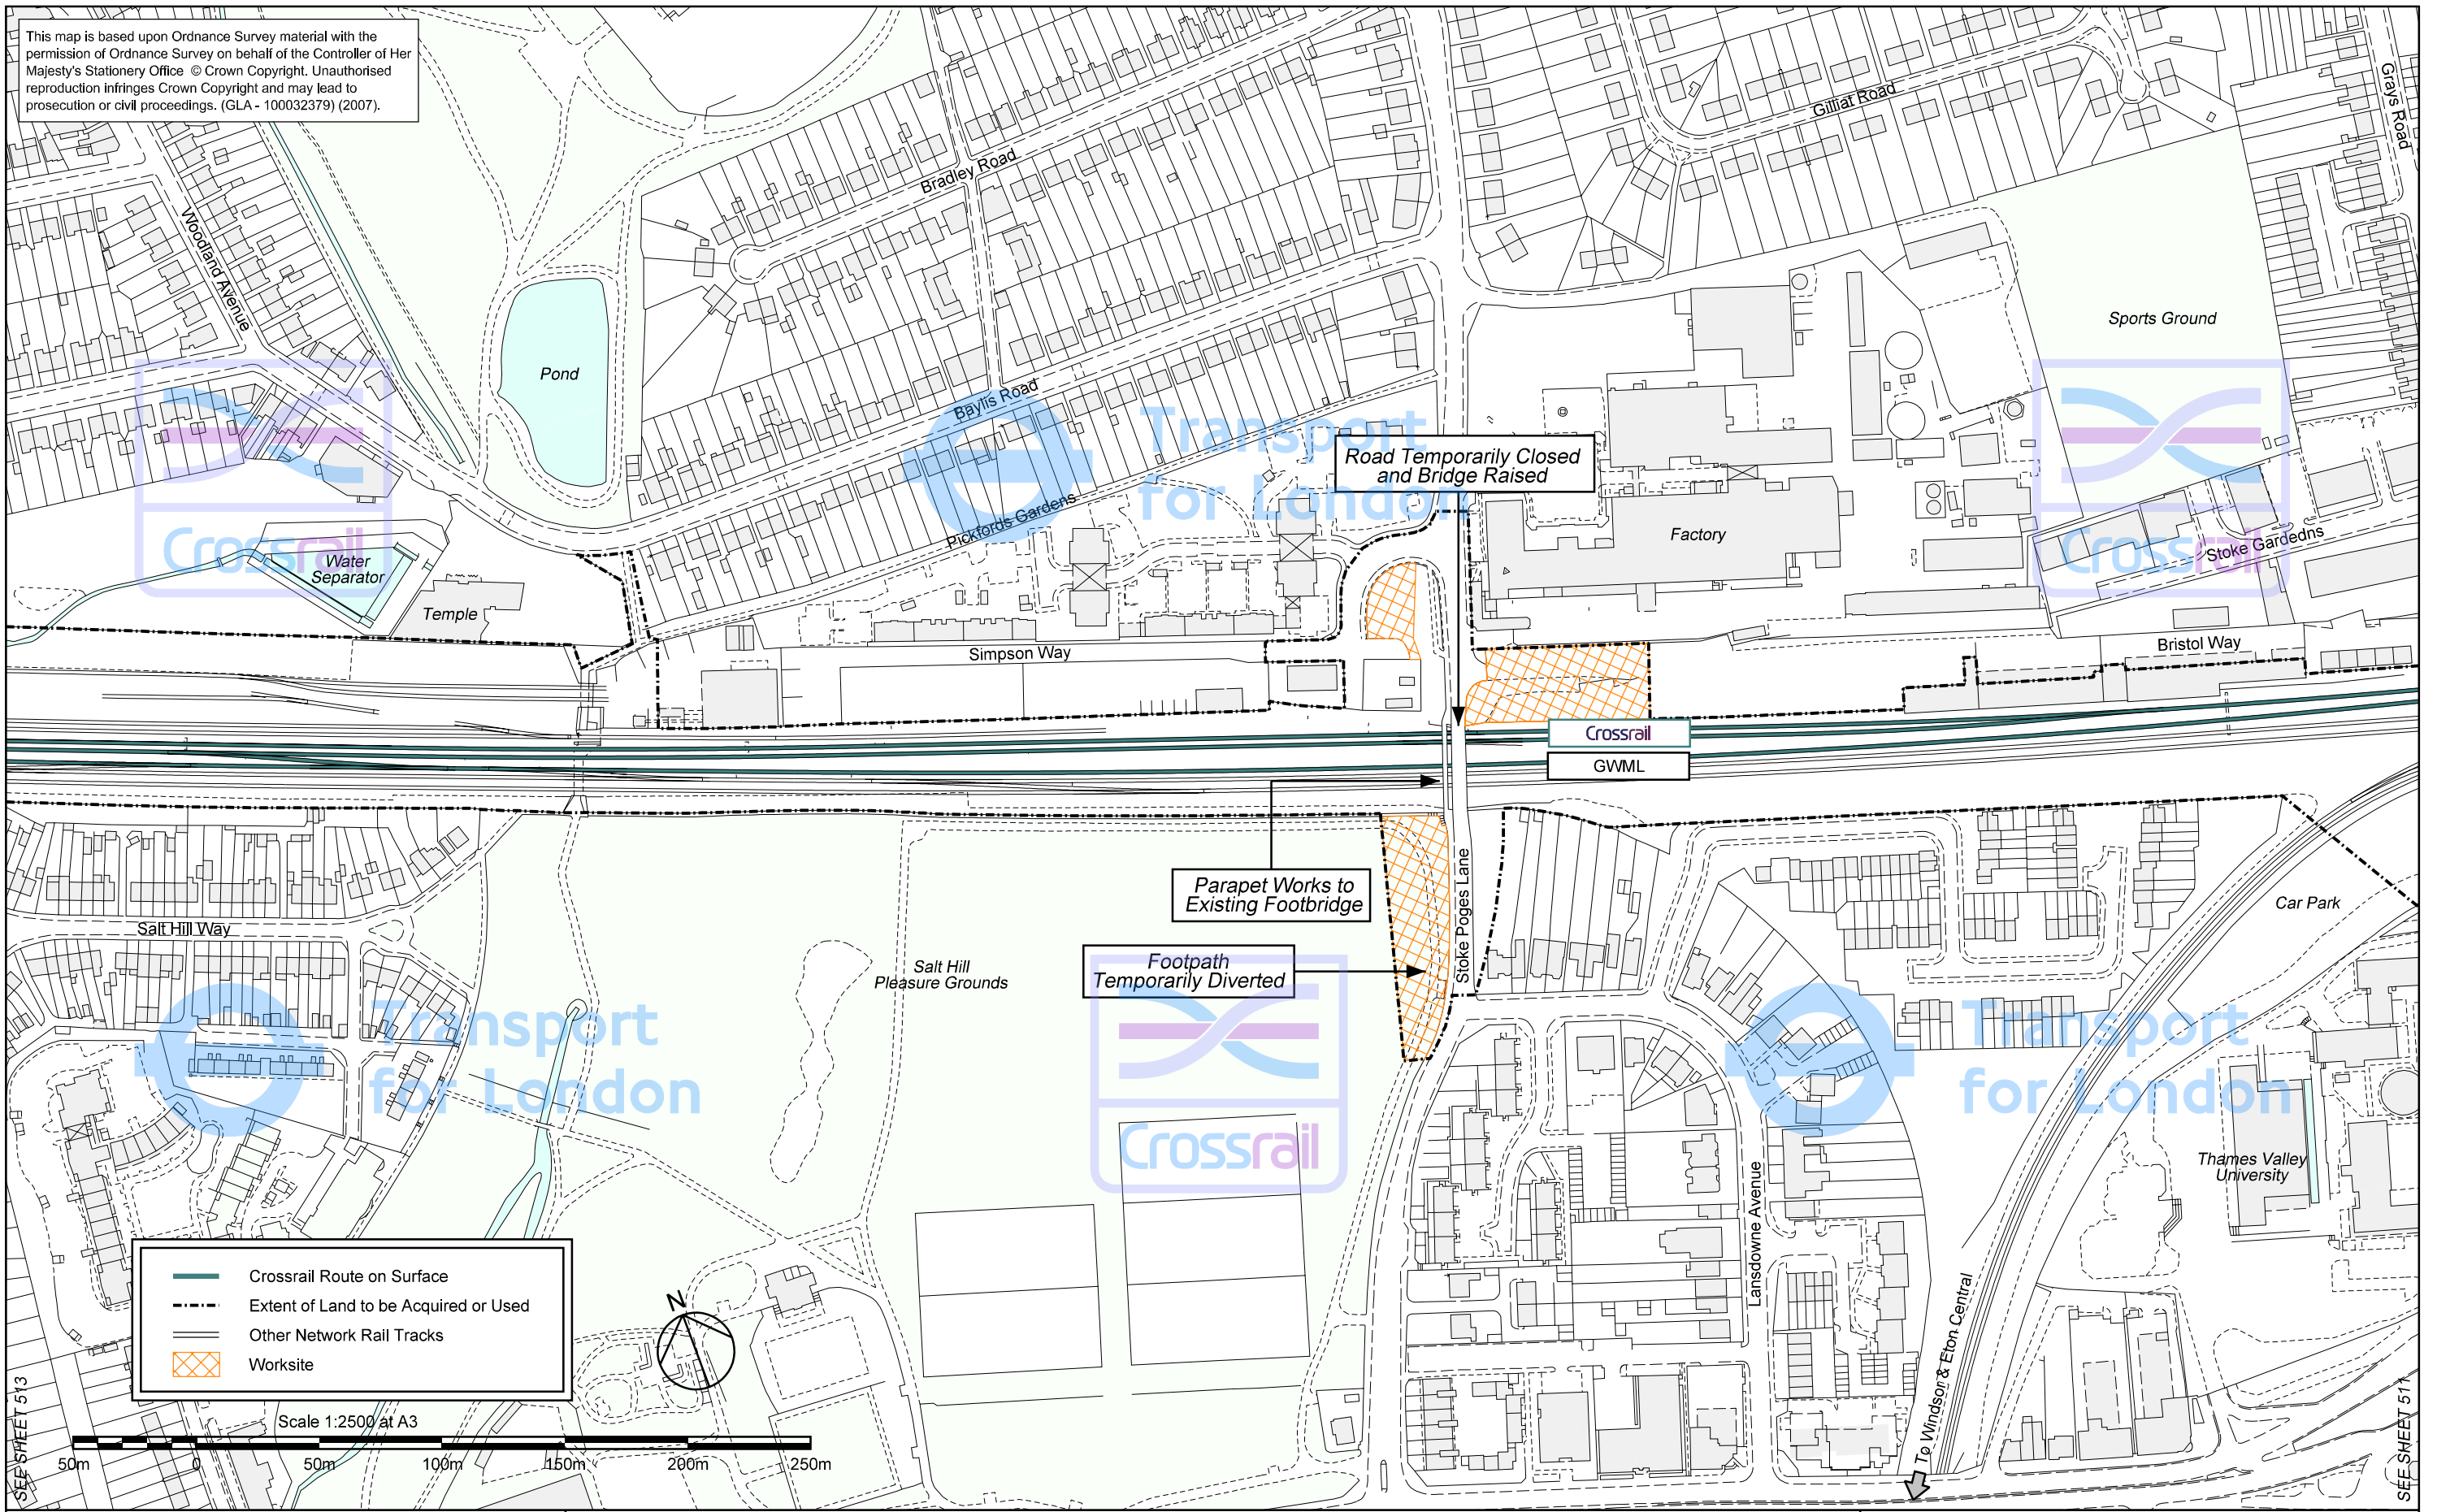 This map is based upon Ordnance Survey material with the
permission of Ordnance Survey on behalf of the Controller of Her
Majesty's Stationery Office © Crown Copyright. Unauthorised
reproduction infringes Crown Copyright and may lead to
prosecution or civil proceedings. (GLA - 100032379) (2007).
Grays Road
Gilliat Road
Bradley Road
Woodland Avenue
Sports Ground
Pond
Baylis Road
Transport
for London
Road Temporarily Closed
and Bridge Raised
Pickfords Gardens
Factory
Stoke Gardedns
Crossrail
Crossrail
Water
Separator
Temple
Simpson Way
Bristol Way
Crossrail
GWML
Parapet Works to
Existing Footbridge
Stoke Poges Lane
Salt Hill Way
Car Park
Salt Hill
Pleasure Grounds
Footpath
Temporarily Diverted
Transport
for London
Transport
for London
Crossrail
Thames Valley
University
Lansdowne Avenue
Crossrail Route on Surface
Extent of Land to be Acquired or Used
Other Network Rail Tracks
Worksite
N
To Windsor & Eton Central
Scale 1:2500 at A3
50m 0 50m 100m 150m 200m 250m
SEE SHEET 513
SEE SHEET 511